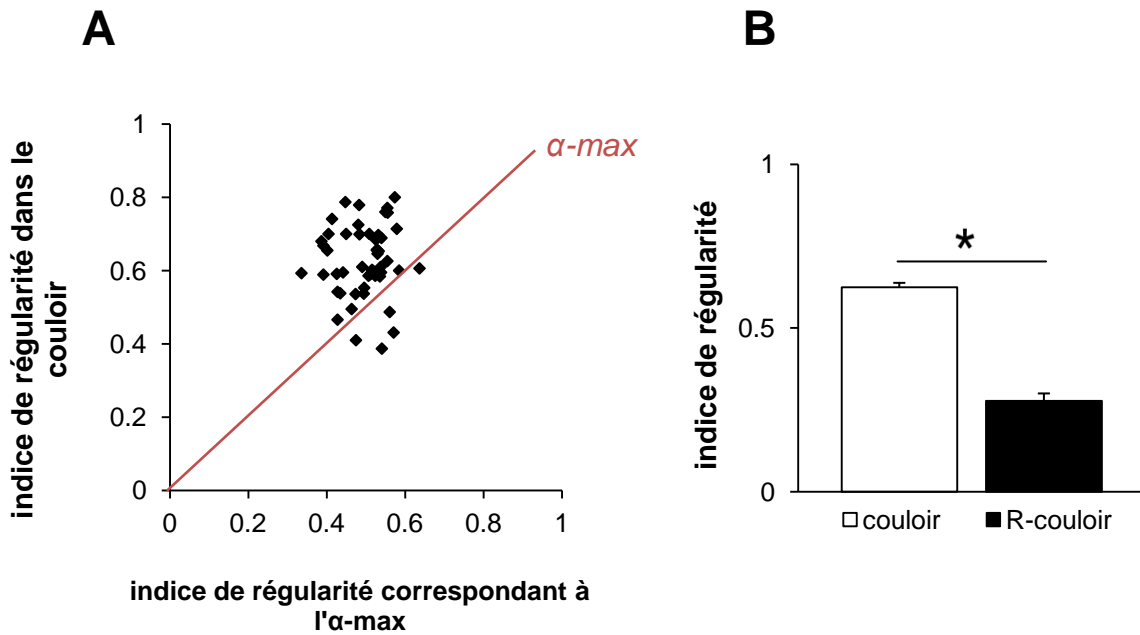 A
B
indice de régularité dans le
couloir
1
0.8
0.6
0.4
0.2
0
α-max
0
0.2
0.4
0.6
0.8
1
indice de régularité correspondant à
l'α-max
indice de régularité
1
0.5
0
*
couloir
R-couloir